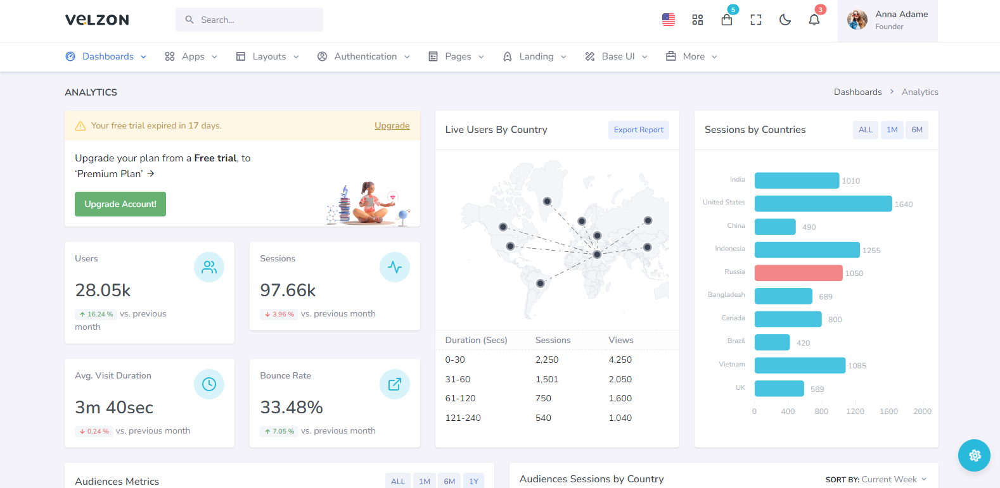 VELZON
Search...
5
3
Anna Adame
Founder
Dashboards
Apps
Layouts
Authentication
Pages
Landing
Base UI
More
ANALYTICS
Dashboards > Analytics
Your free trial expired in 17 days.
Upgrade
Upgrade your plan from a Free trial, to
‘Premium Plan’ →
Upgrade Account!
Users
28.05k
↑ 16.24 % vs. previous
month
Sessions
97.66k
↓ 3.96 % vs. previous month
Avg. Visit Duration
3m 40sec
↓ 0.24 % vs. previous month
Bounce Rate
33.48%
↑ 7.05 % vs. previous month
Live Users By Country
Export Report
Duration (Secs) Sessions Views
0-30 2,250 4,250
31-60 1,501 2,050
61-120 750 1,600
121-240 540 1,040
Sessions by Countries
ALL 1M 6M
India 1010
United States 1640
China 490
Indonesia 1255
Russia 1050
Bangladesh 689
Canada 800
Brazil 420
Vietnam 1085
UK 589
0 400 800 1200 1600 2000
Audiences Metrics
ALL 1M 6M 1Y
Audiences Sessions by Country
SORT BY: Current Week